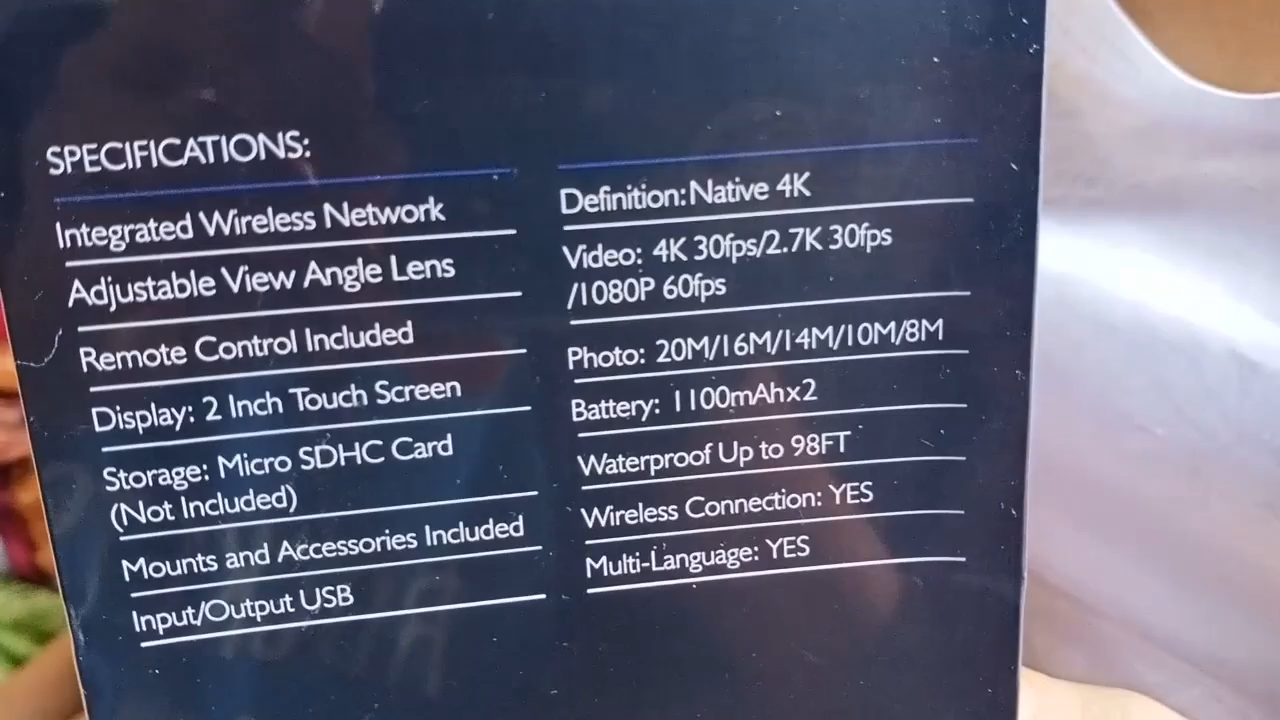 SPECIFICATIONS:
Integrated Wireless Network
Adjustable View Angle Lens
Remote Control Included
Display: 2 Inch Touch Screen
Storage: Micro SDHC Card
(Not Included)
Mounts and Accessories Included
Input/Output USB
Definition: Native 4K
Video: 4K 30fps/2.7K 30fps
/1080P 60fps
Photo: 20M/16M/14M/10M/8M
Battery: 1100mAhx2
Waterproof Up to 98FT
Wireless Connection: YES
Multi-Language: YES